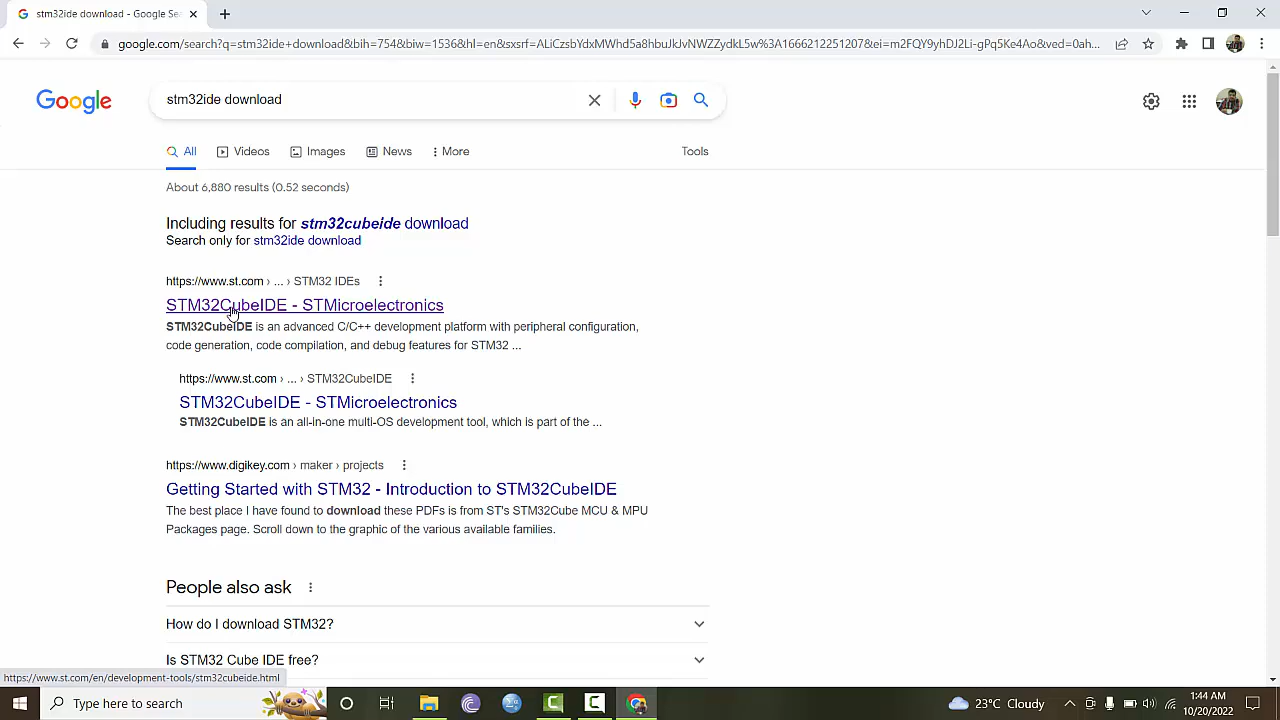 stm32ide download - Google Se
google.com/search?q=stm32ide+download&bih=754&biw=1536&hl=en&sxsrf=ALiCzsbYdxMWhd5a8hbuJkJvNWZZydkL5w%3A1666212251207&ei=m2FQY9yhDJ2Li-gPq5Ke4Ao&ved=0ah...
Google
stm32ide download
All
Videos
Images
News
More
Tools
About 6,880 results (0.52 seconds)
Including results for stm32cubeide download
Search only for stm32ide download
https://www.st.com › ... › STM32 IDEs
STM32CubeIDE - STMicroelectronics
STM32CubeIDE is an advanced C/C++ development platform with peripheral configuration,
code generation, code compilation, and debug features for STM32 ...
https://www.st.com › ... › STM32CubeIDE
STM32CubeIDE - STMicroelectronics
STM32CubeIDE is an all-in-one multi-OS development tool, which is part of the ...
https://www.digikey.com › maker › projects
Getting Started with STM32 - Introduction to STM32CubeIDE
The best place I have found to download these PDFs is from ST's STM32Cube MCU & MPU
Packages page. Scroll down to the graphic of the various available families.
People also ask
How do I download STM32?
Is STM32 Cube IDE free?
https://www.st.com/en/development-tools/stm32cubeide.html
Type here to search
23°C Cloudy
1:44 AM
10/20/2022